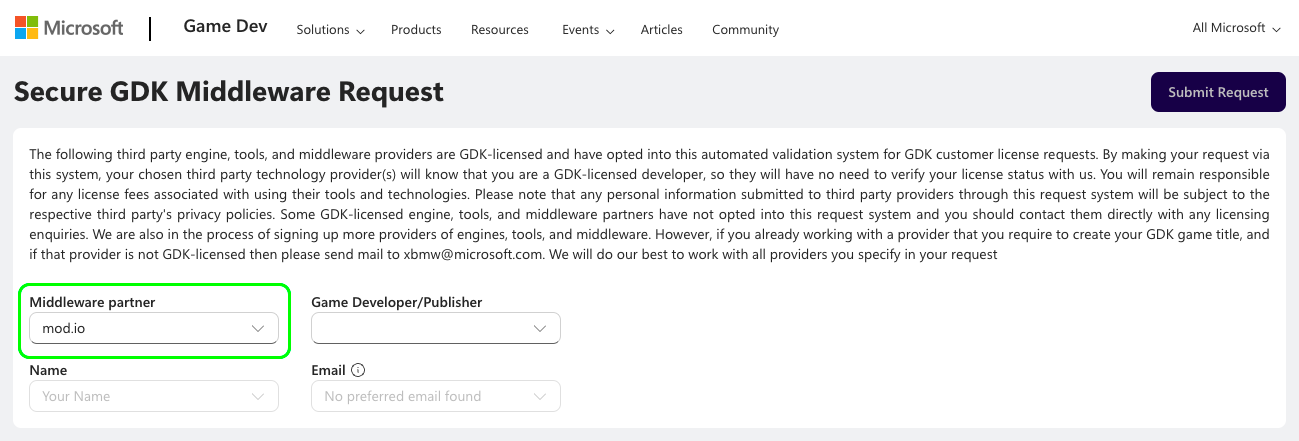 Microsoft
Game Dev
Solutions
Products
Resources
Events
Articles
Community
All Microsoft
Secure GDK Middleware Request
Submit Request
The following third party engine, tools, and middleware providers are GDK-licensed and have opted into this automated validation system for GDK customer license requests. By making your request via
this system, your chosen third party technology provider(s) will know that you are a GDK-licensed developer, so they will have no need to verify your license status with us. You will remain responsible
for any license fees associated with using their tools and technologies. Please note that any personal information submitted to third party providers through this request system will be subject to the
respective third party's privacy policies. Some GDK-licensed engine, tools, and middleware partners have not opted into this request system and you should contact them directly with any licensing
enquiries. We are also in the process of signing up more providers of engines, tools, and middleware. However, if you already working with a provider that you require to create your GDK game title, and
if that provider is not GDK-licensed then please send mail to xbmw@microsoft.com. We will do our best to work with all providers you specify in your request
Middleware partner
mod.io
Game Developer/Publisher
Name
Your Name
Email
No preferred email found